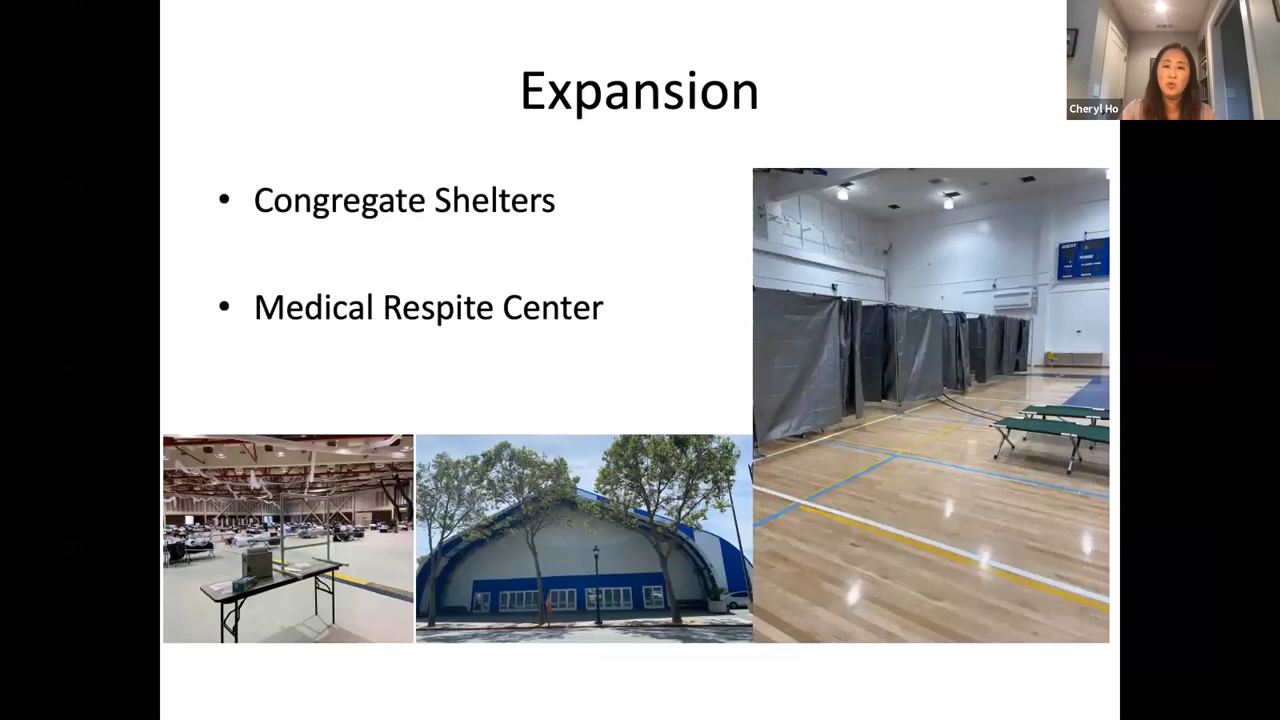 Expansion
Cheryl Ho
• Congregate Shelters
• Medical Respite Center